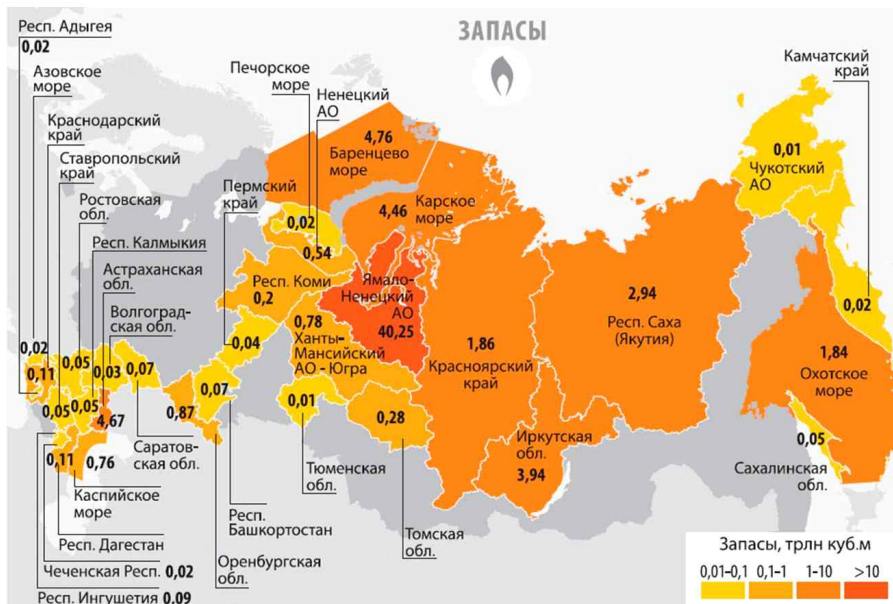 ЗАПАСЫ
Респ. Адыгея
0,02
Азовское
море
Краснодарский
край
Ставропольский
край
Ростовская
обл.
Респ. Калмыкия
Астраханская
обл.
Волгоград-
ская обл.
Печорское
море
Ненецкий
АО
Пермский
край
Камчатский
край
4,76
Баренцево
море
4,46
Карское
море
0,02
0,54
Респ. Коми
0,2
Ямало-
Ненецкий
АО
40,25
0,78
Ханты-
Мансийский
АО - Югра
0,04
1,86
Красноярский
край
2,94
Респ. Саха
(Якутия)
0,01
Чукотский
АО
0,02
1,84
Охотское
море
0,05
Сахалинская
обл.
0,02
0,11
0,05
0,03
0,07
0,05
0,05
4,67
0,87
0,07
0,01
0,28
Иркутская
обл.
3,94
0,11
0,76
Саратов-
ская обл.
Каспийское
море
Тюменская
обл.
Респ.
Башкортостан
Томская
обл.
Оренбургская
обл.
Респ. Дагестан
Чеченская Респ. 0,02
Респ. Ингушетия 0,09
Запасы, трлн куб.м
0,01-0,1 0,1-1 1-10 >10